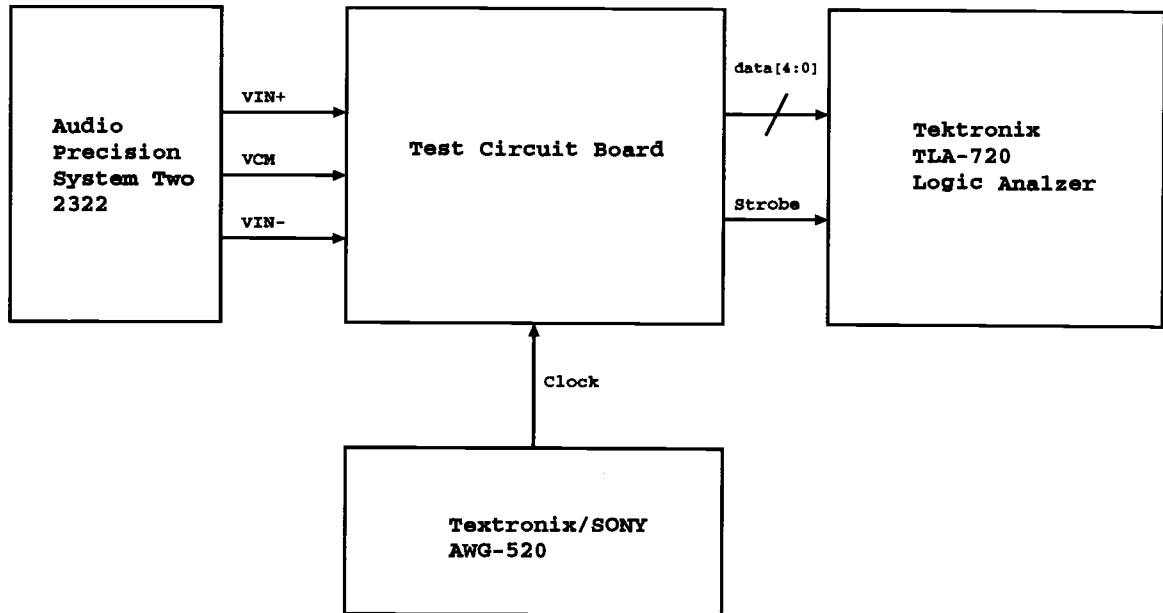 Audio
Precision
System Two
2322
VIN+
VCM
VIN-
Test Circuit Board
data[4:0]
Strobe
Tektronix
TLA-720
Logic Analzer
Clock
Textronix/SONY
AWG-520